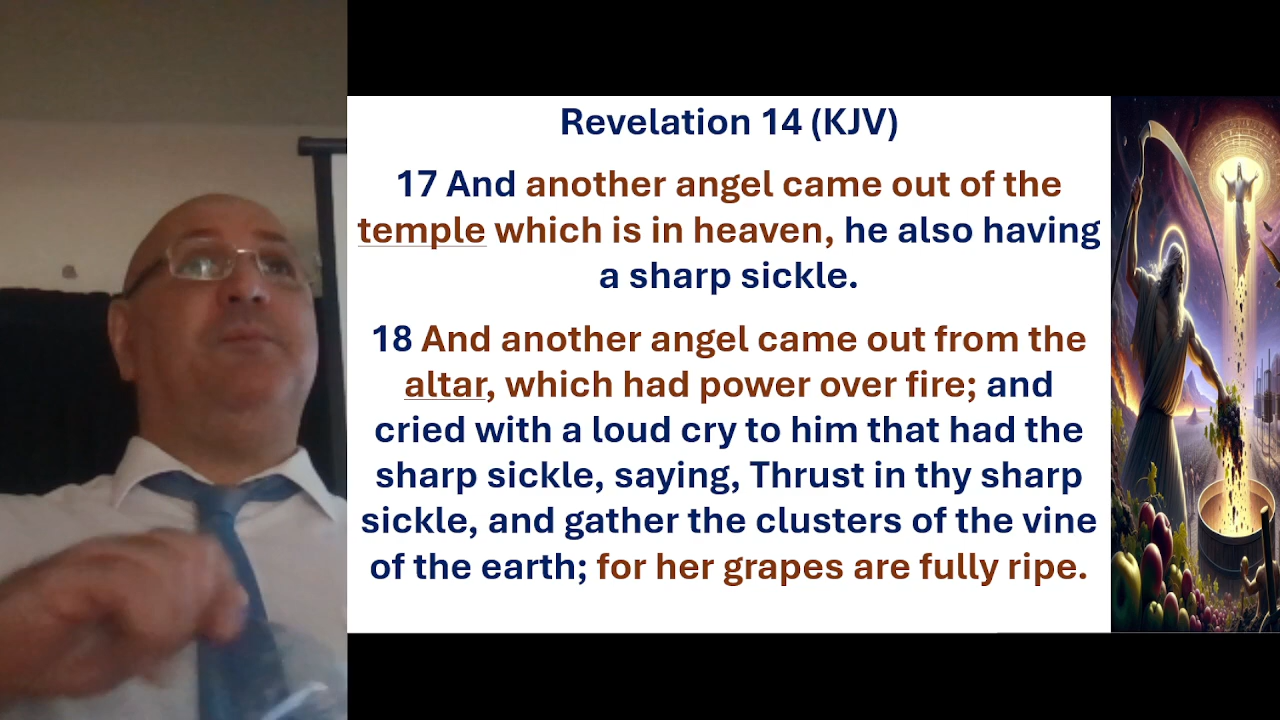 Revelation 14 (KJV)
17 And another angel came out of the
temple which is in heaven, he also having
a sharp sickle.
18 And another angel came out from the
altar, which had power over fire; and
cried with a loud cry to him that had the
sharp sickle, saying, Thrust in thy sharp
sickle, and gather the clusters of the vine
of the earth; for her grapes are fully ripe.